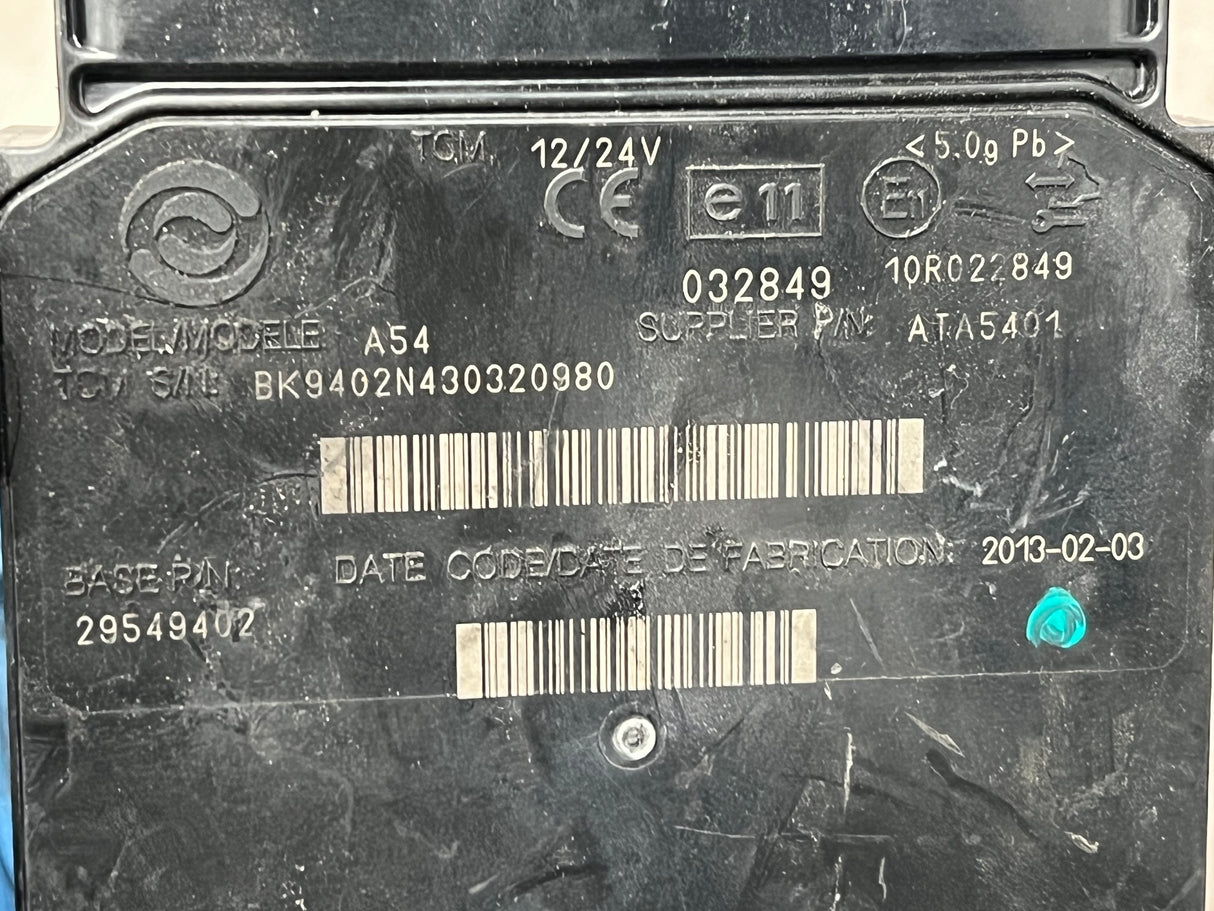 TCM 12/24V <5.0g Pb>
CE e11 E1
032849 10R022849
MODEL/MODELE: A54 SUPPLIER P/N: ATA5401
TCM S/N: BK9402N430320980
BASE P/N: DATE CODE/DATE DE FABRICATION: 2013-02-03
29549402